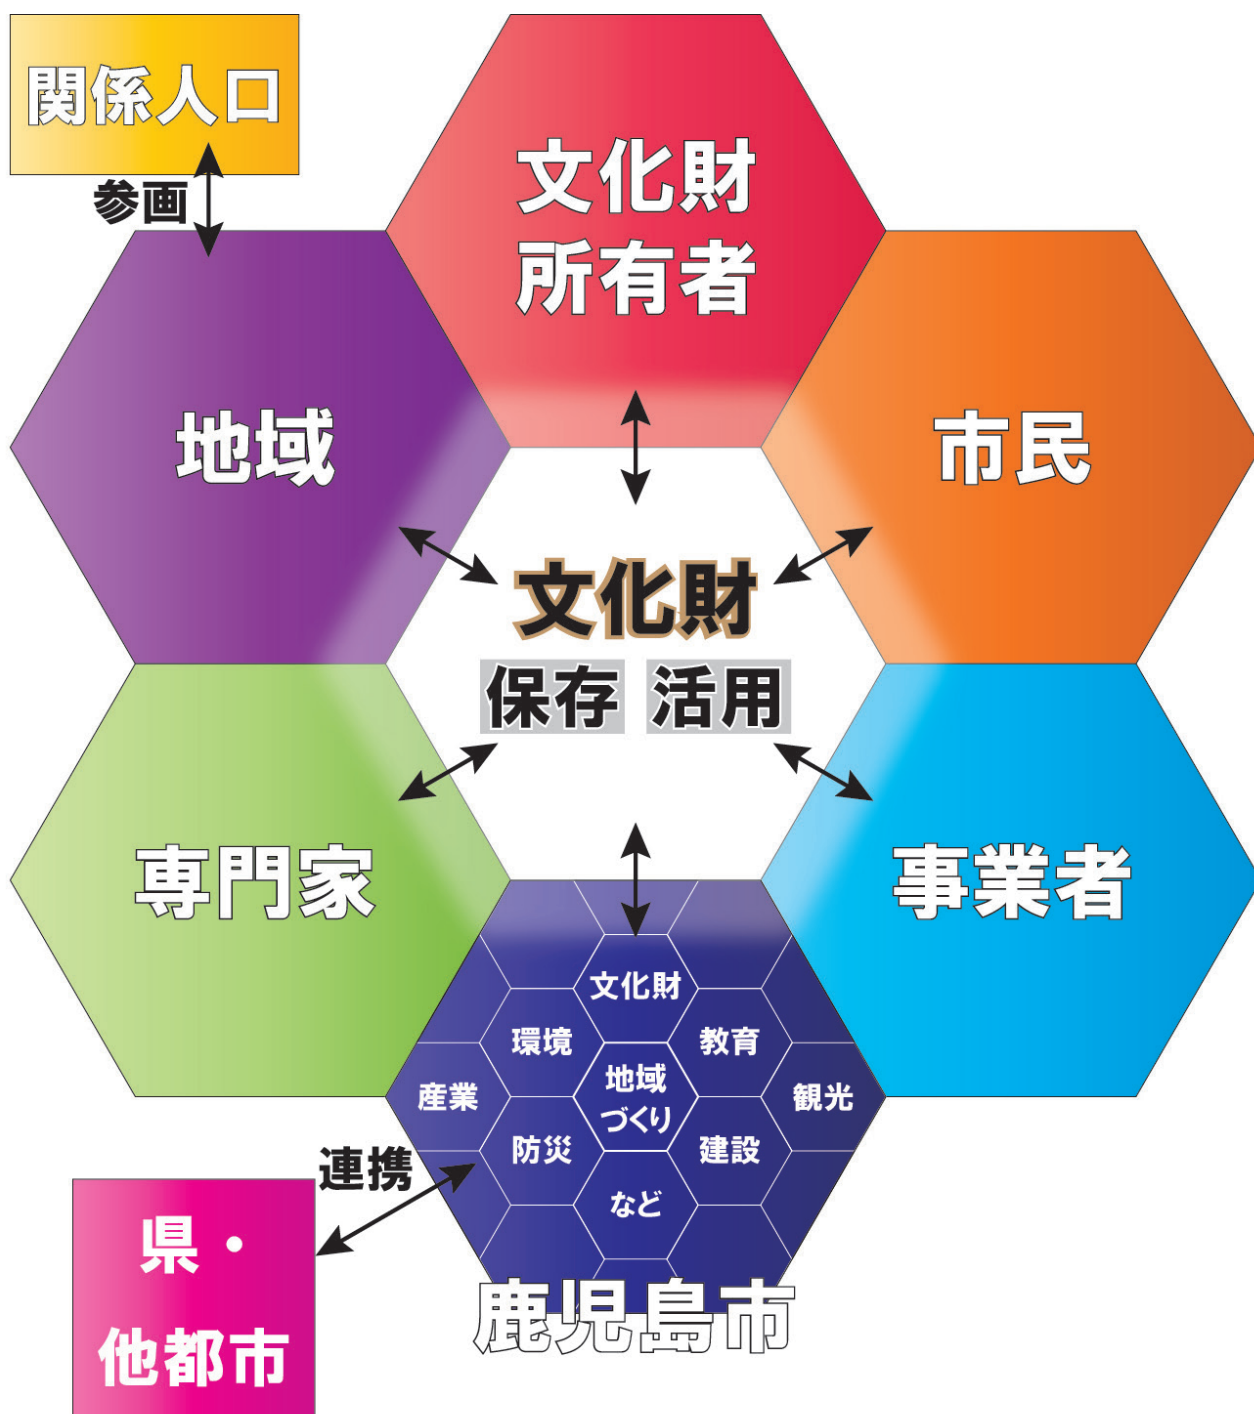 関係人口
参画
文化財
所有者
地域
市民
文化財
保存 活用
専門家
事業者
文化財
環境
教育
産業
地域
づくり
観光
防災
建設
など
鹿児島市
連携
県・
他都市